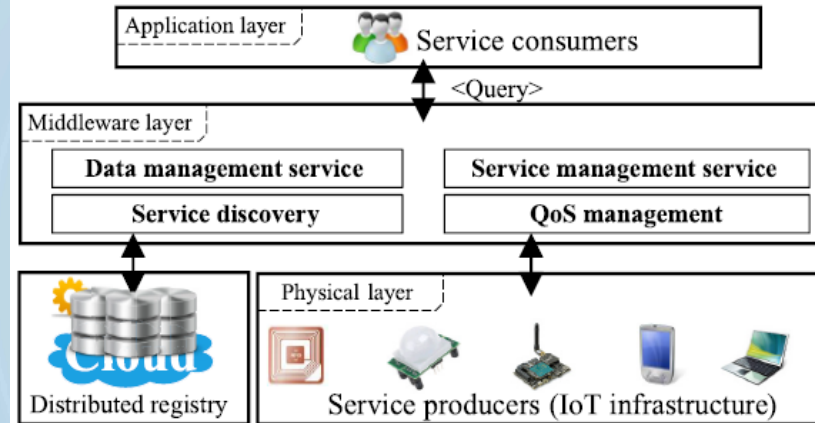 Application layer
Service consumers
<Query>
Middleware layer
Data management service
Service management service
Service discovery
QoS management
Physical layer
Cloud
Distributed registry
Service producers (IoT infrastructure)